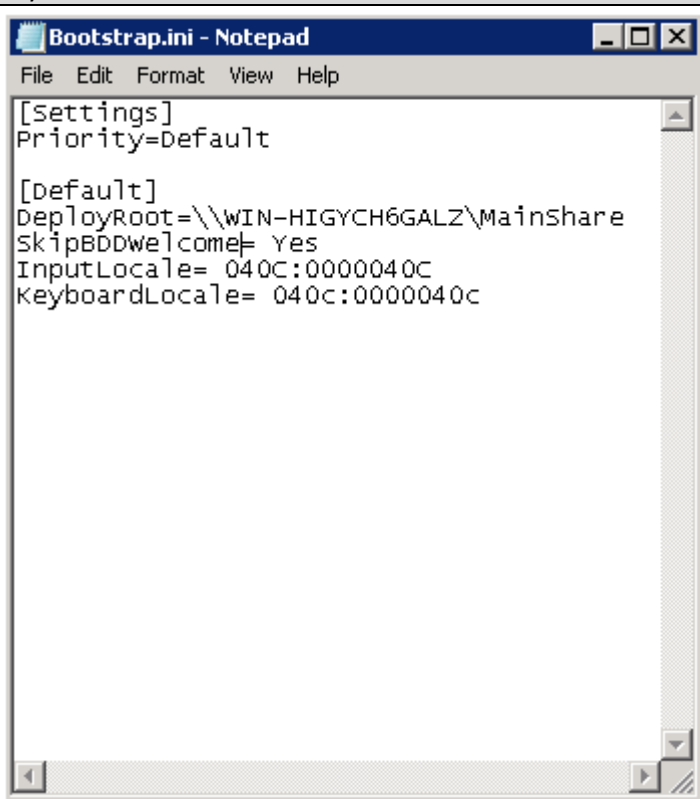 Bootstrap.ini - Notepad
File Edit Format View Help
[Settings]
Priority=Default
[Default]
DeployRoot=\\WIN-HIGYCH6GALZ\MainShare
SkipBDDWelcome= Yes
InputLocale= 040C:0000040C
KeyboardLocale= 040c:0000040c